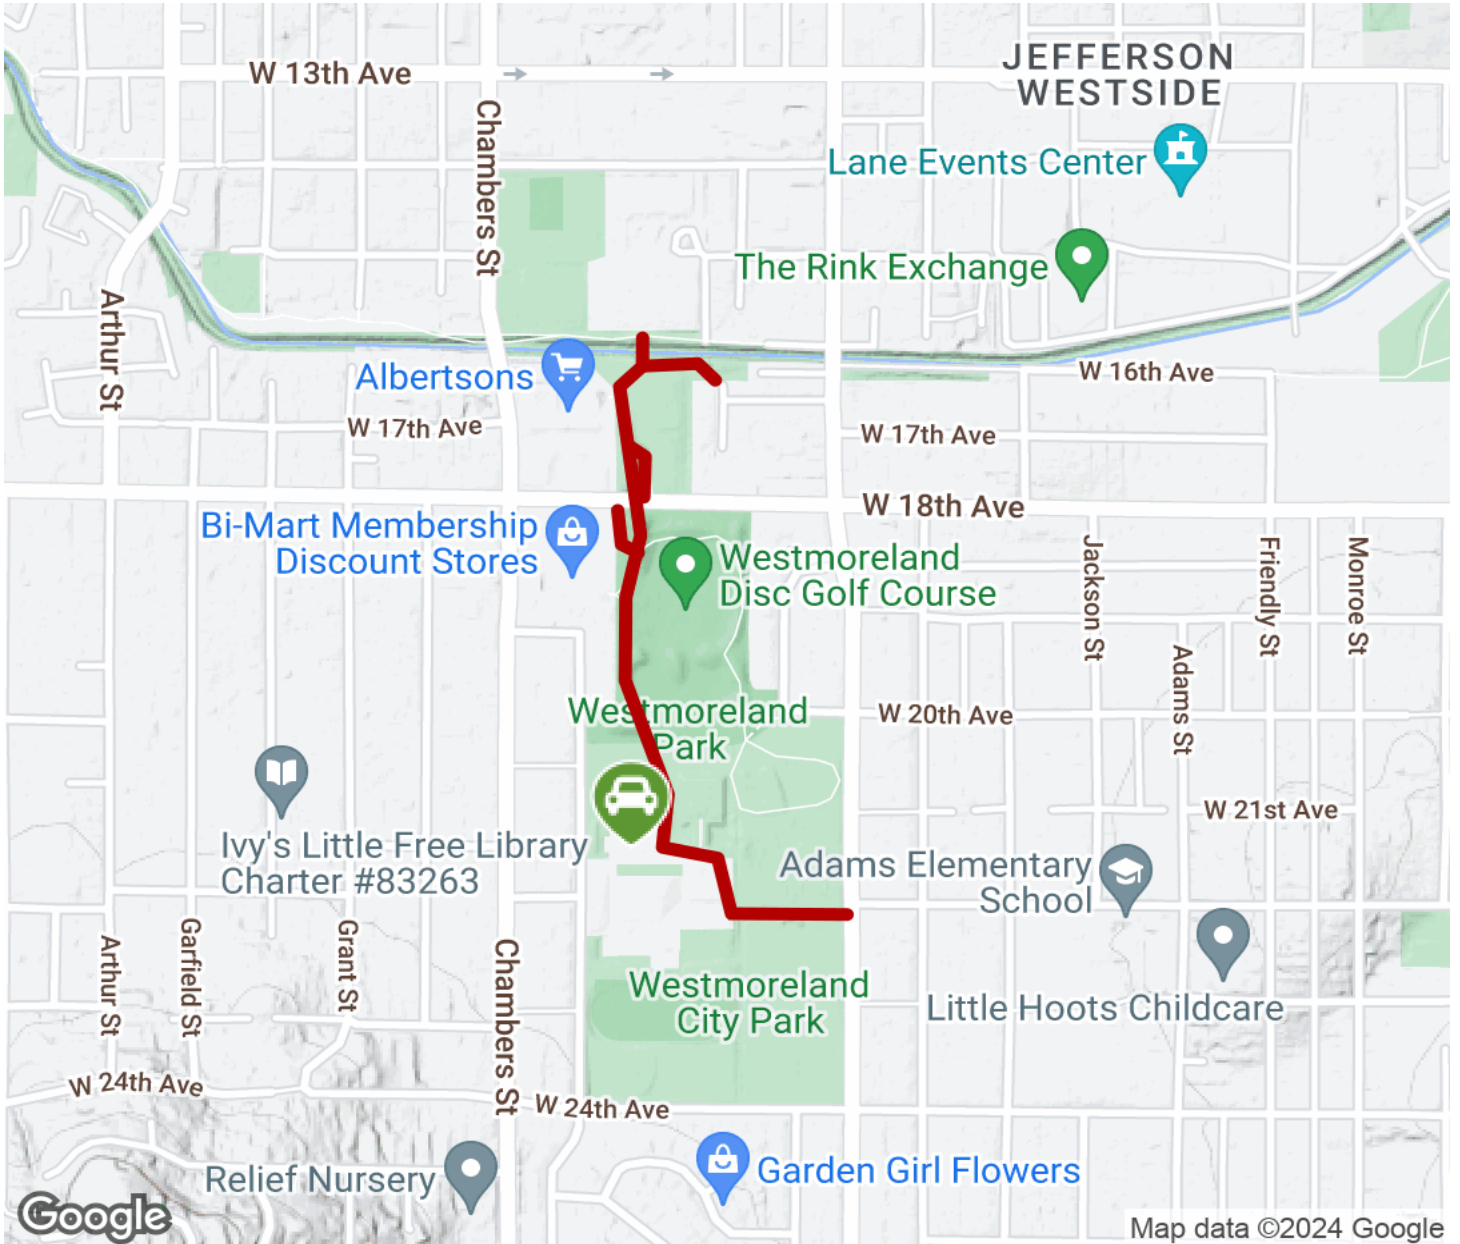 JEFFERSON
WESTSIDE
W 13th Ave
Chambers St
Lane Events Center
The Rink Exchange
Arthur St
Albertsons
W 16th Ave
W 17th Ave
W 17th Ave
W 18th Ave
Bi-Mart Membership
Discount Stores
Westmoreland
Disc Golf Course
Jackson St
Friendly St
Monroe St
Adams St
Westmoreland
Park
W 20th Ave
W 21st Ave
Ivy's Little Free Library
Charter #83263
Adams Elementary
School
Arthur St
Garfield St
Grant St
Chambers St
Westmoreland
City Park
Little Hoots Childcare
W 24th Ave
W 24th Ave
Relief Nursery
Garden Girl Flowers
Google
Map data ©2024 Google